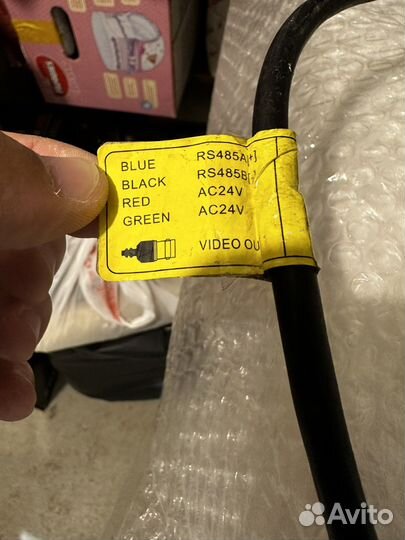 BLUE RS485A(+)
BLACK RS485B(
RED AC24V
GREEN AC24V
VIDEO OU
Avito